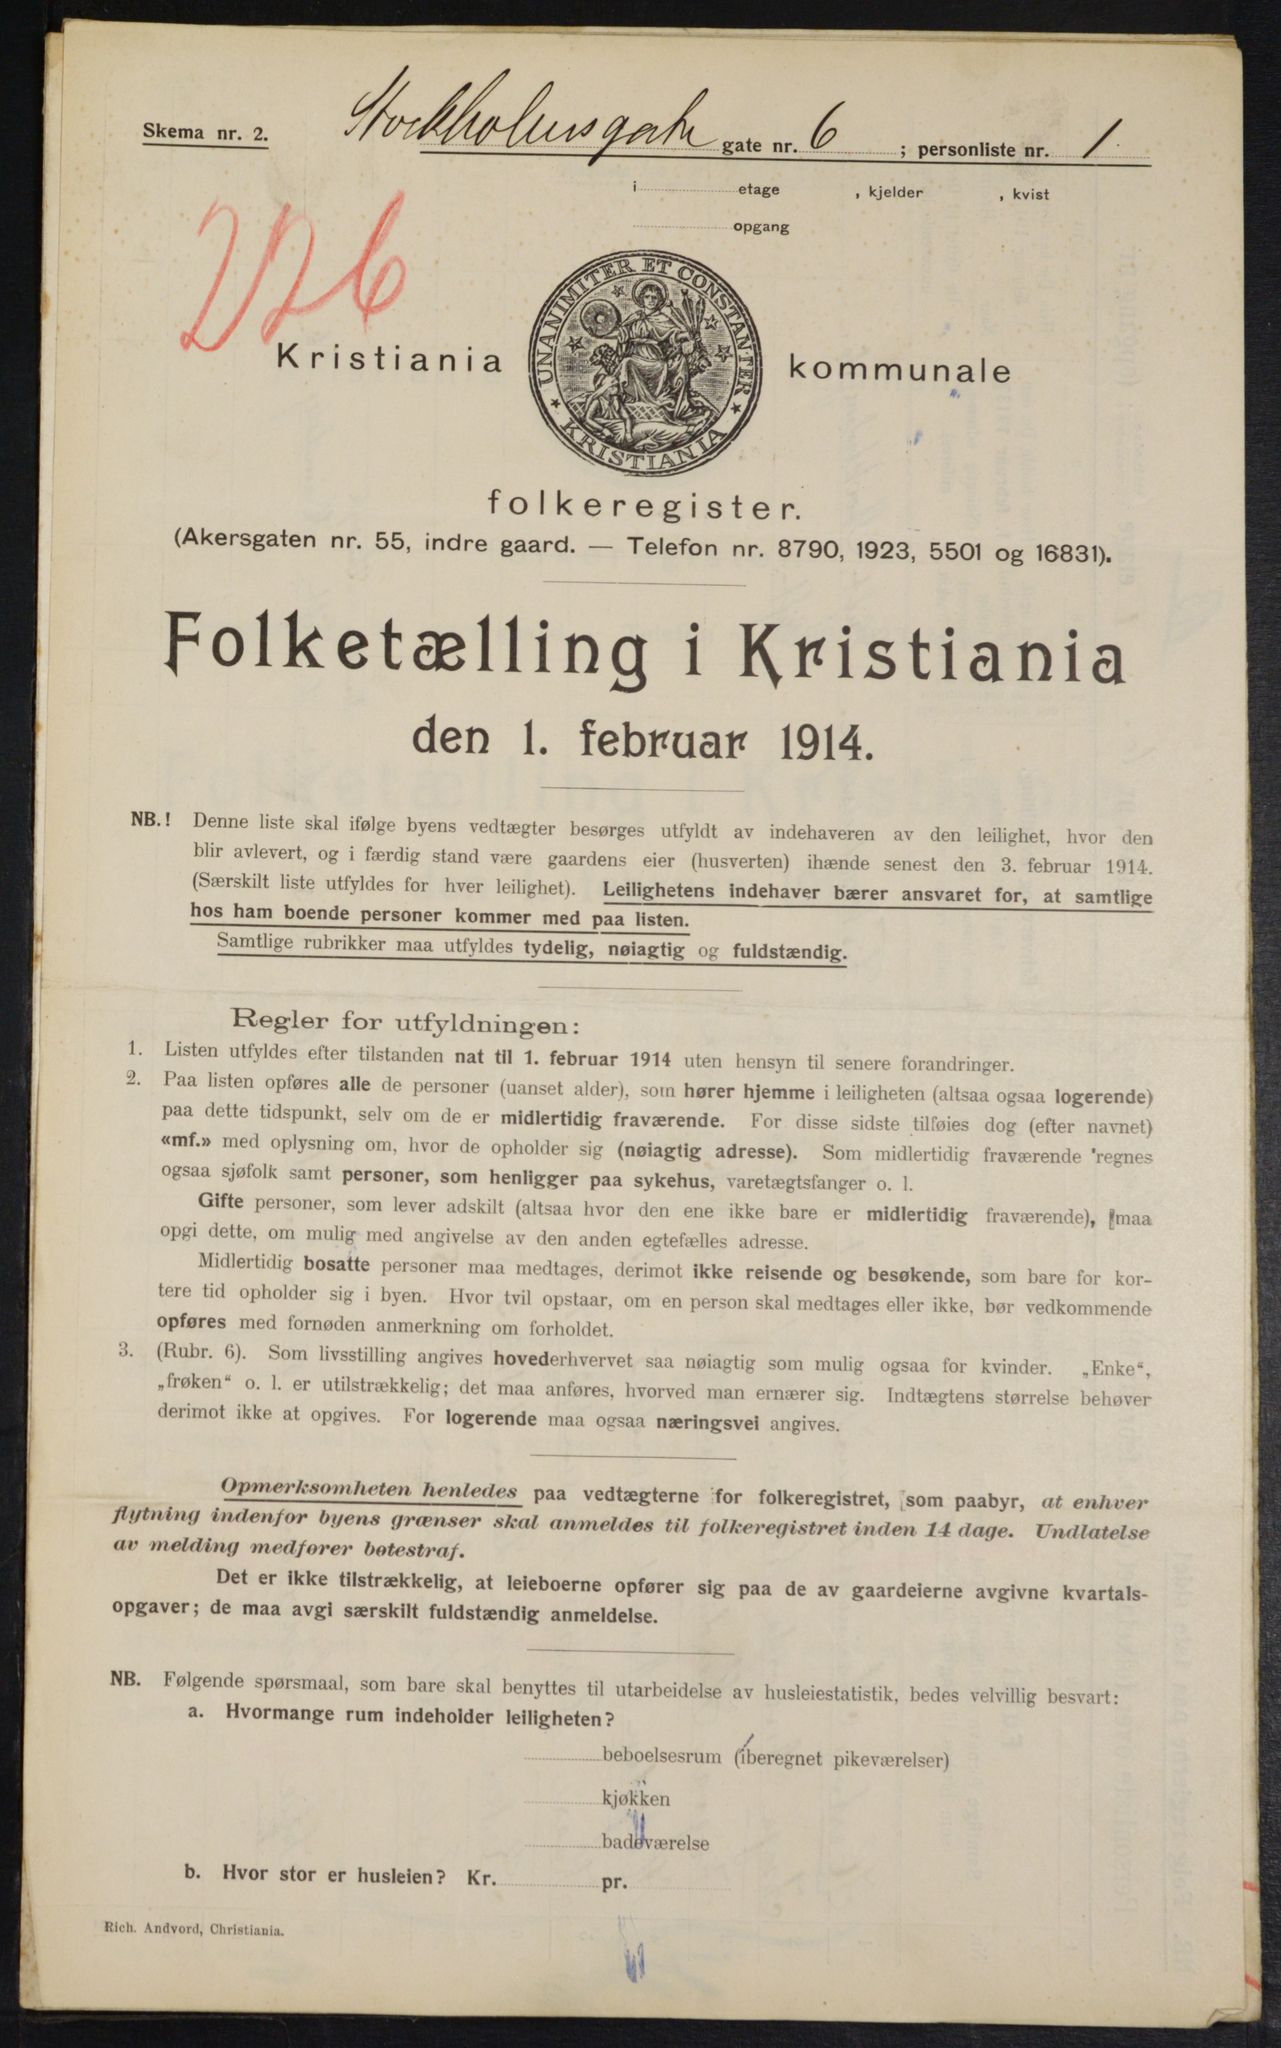 Skema nr. 2. Stockholmsgate gate nr. 6 ; personliste nr. 1
i etage , kjelder , kvist
opgang
226
UNANIMITER ET CONSTANTER
KRISTIANIA
Kristiania kommunale
folkeregister.
(Akersgaten nr. 55, indre gaard. — Telefon nr. 8790, 1923, 5501 og 16831).
Folketælling i Kristiania
den 1. februar 1914.
NB.! Denne liste skal ifølge byens vedtægter besørges utfyldt av indehaveren av den leilighet, hvor den
blir avlevert, og i færdig stand være gaardens eier (husverten) ihænde senest den 3. februar 1914.
(Særskilt liste utfyldes for hver leilighet). Leilighetens indehaver bærer ansvaret for, at samtlige
hos ham boende personer kommer med paa listen.
Samtlige rubrikker maa utfyldes tydelig, nøiagtig og fuldstændig.
Regler for utfyldningen:
1. Listen utfyldes efter tilstanden nat til 1. februar 1914 uten hensyn til senere forandringer.
2. Paa listen opføres alle de personer (uanset alder), som hører hjemme i leiligheten (altsaa ogsaa logerende)
paa dette tidspunkt, selv om de er midlertidig fraværende. For disse sidste tilføies dog (efter navnet)
«mf.» med oplysning om, hvor de opholder sig (nøiagtig adresse). Som midlertidig fraværende regnes
ogsaa sjøfolk samt personer, som henligger paa sykehus, varetægtsfanger o. l.
Gifte personer, som lever adskilt (altsaa hvor den ene ikke bare er midlertidig fraværende), maa
opgi dette, om mulig med angivelse av den anden egtefælles adresse.
Midlertidig bosatte personer maa medtages, derimot ikke reisende og besøkende, som bare for kor-
tere tid opholder sig i byen. Hvor tvil opstaar, om en person skal medtages eller ikke, bør vedkommende
opføres med fornøden anmerkning om forholdet.
3. (Rubr. 6). Som livsstilling angives hovederhvervet saa nøiagtig som mulig ogsaa for kvinder. „Enke“,
„frøken“ o. l. er utilstrækkelig; det maa anføres, hvorved man ernærer sig. Indtægtens størrelse behøver
derimot ikke at opgives. For logerende maa ogsaa næringsvei angives.
Opmerksomheten henledes paa vedtægterne for folkeregistret, som paabyr, at enhver
flytning indenfor byens grænser skal anmeldes til folkeregistret inden 14 dage. Undlatelse
av melding medfører bøtestraf.
Det er ikke tilstrækkelig, at leieboerne opfører sig paa de av gaardeierne avgivne kvartals-
opgaver; de maa avgi særskilt fuldstændig anmeldelse.
NB. Følgende spørsmaal, som bare skal benyttes til utarbeidelse av husleiestatistik, bedes velvillig besvart:
a. Hvormange rum indeholder leiligheten?
beboelsesrum (iberegnet pikeværelser)
kjøkken
badeværelse
b. Hvor stor er husleien? Kr. pr.
Rich. Andvord, Christiania.